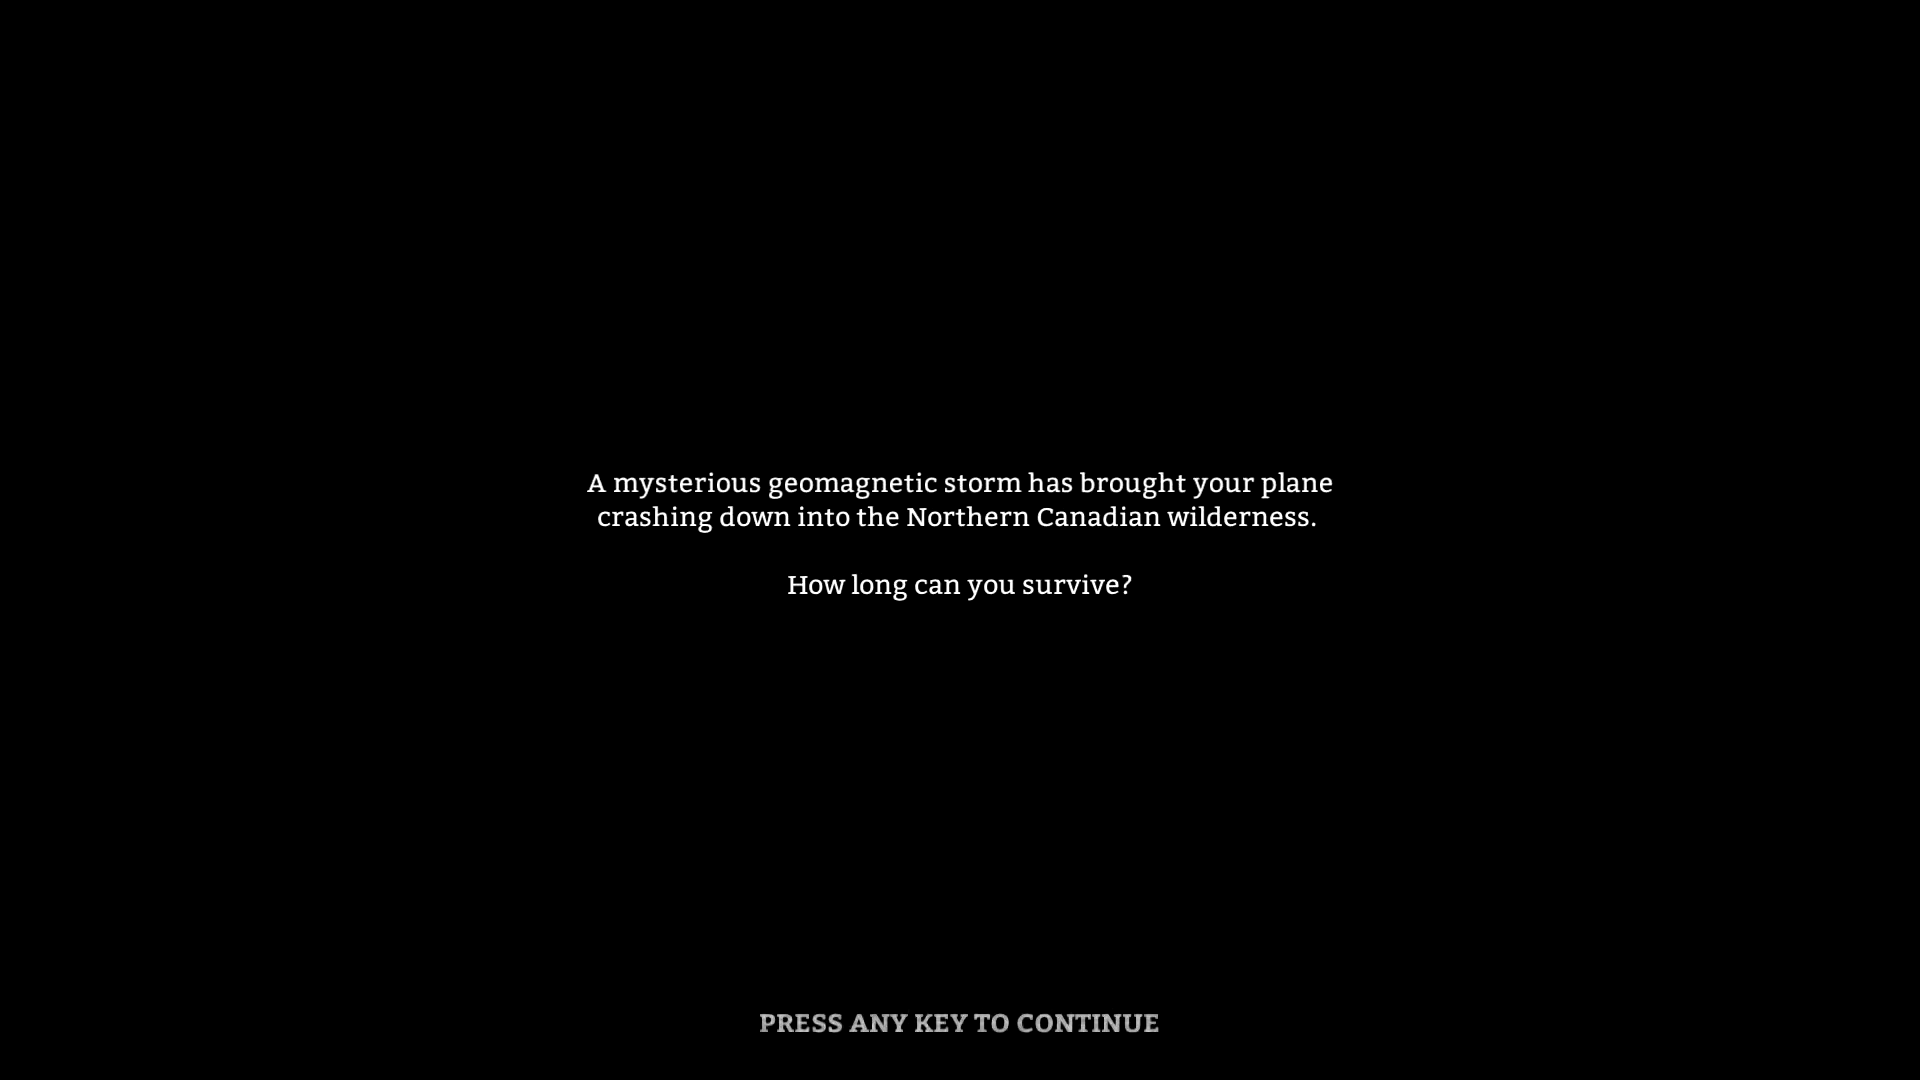 A mysterious geomagnetic storm has brought your plane
crashing down into the Northern Canadian wilderness.
How long can you survive?
PRESS ANY KEY TO CONTINUE